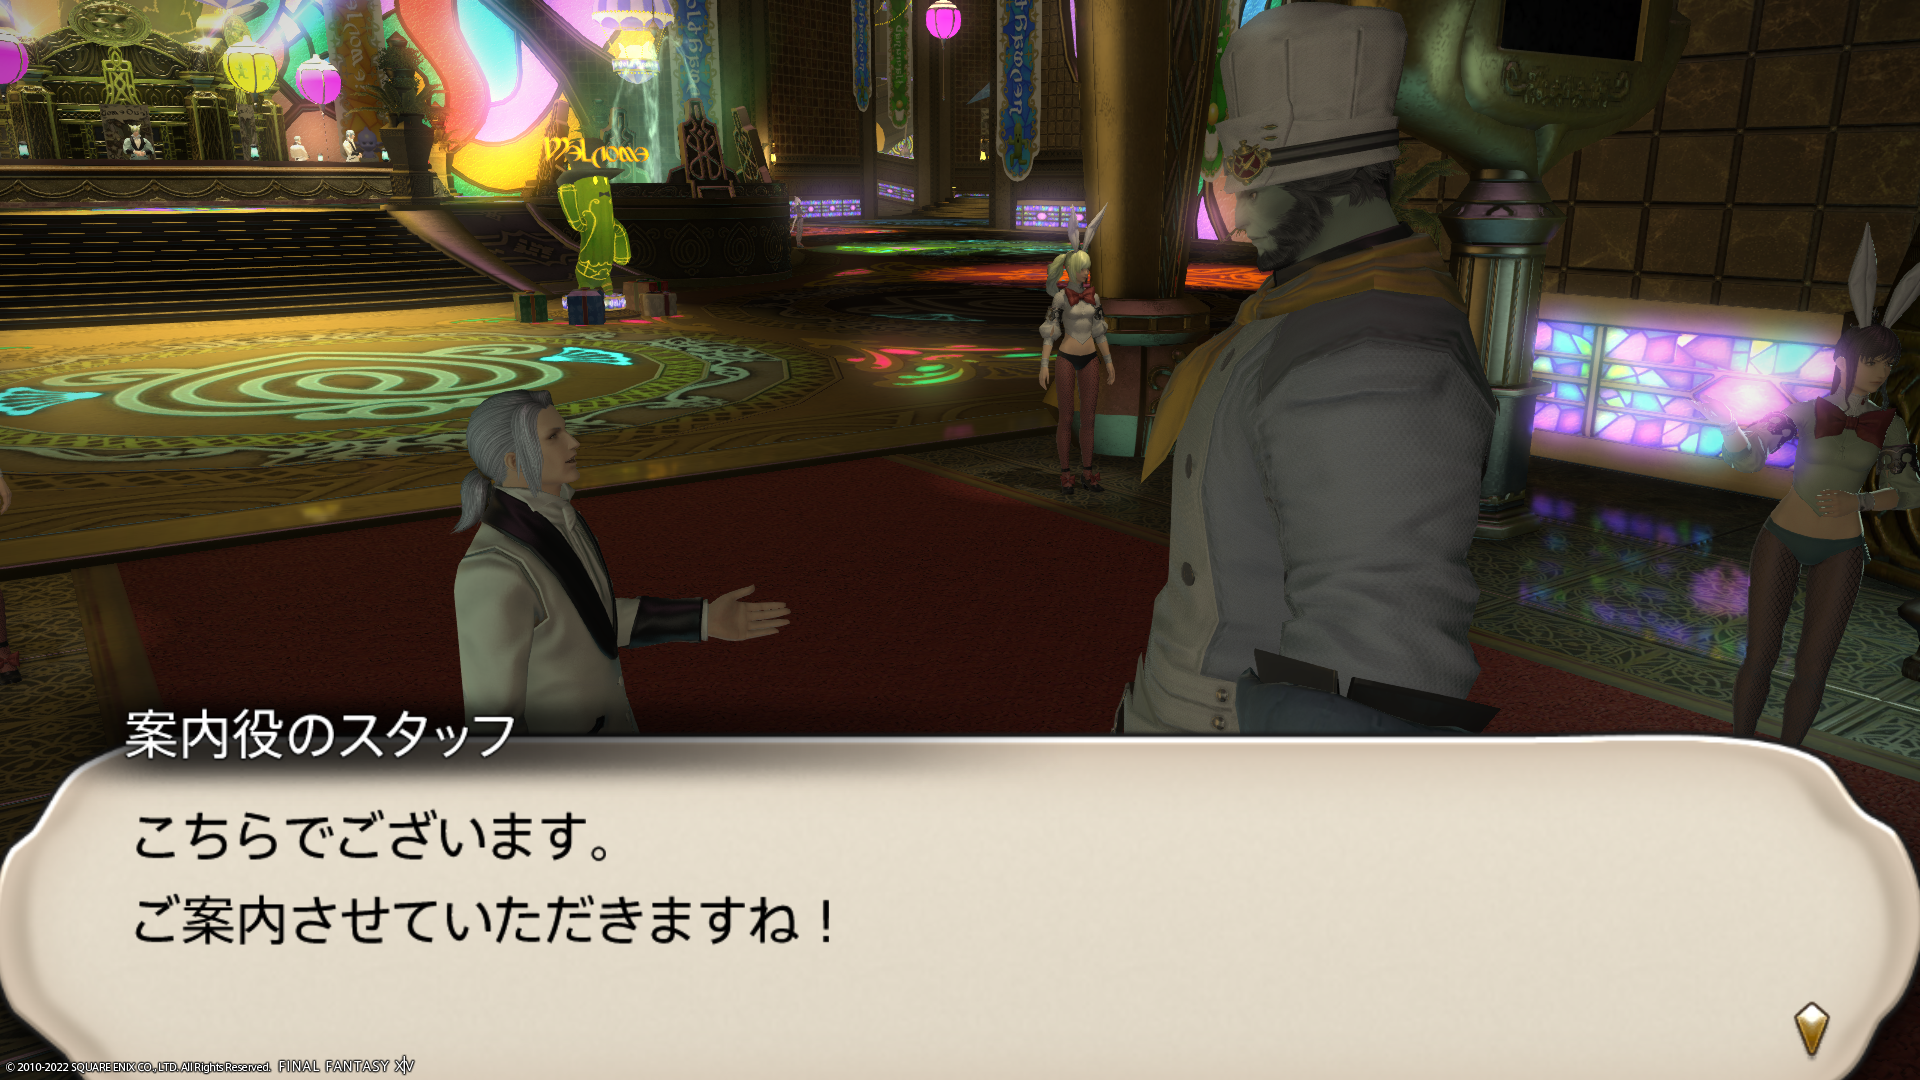 WELCOME
案内役のスタッフ
こちらでございます。
ご案内させていただきますね！
© 2010-2022 SQUARE ENIX CO., LTD. All Rights Reserved. FINAL FANTASY XIV